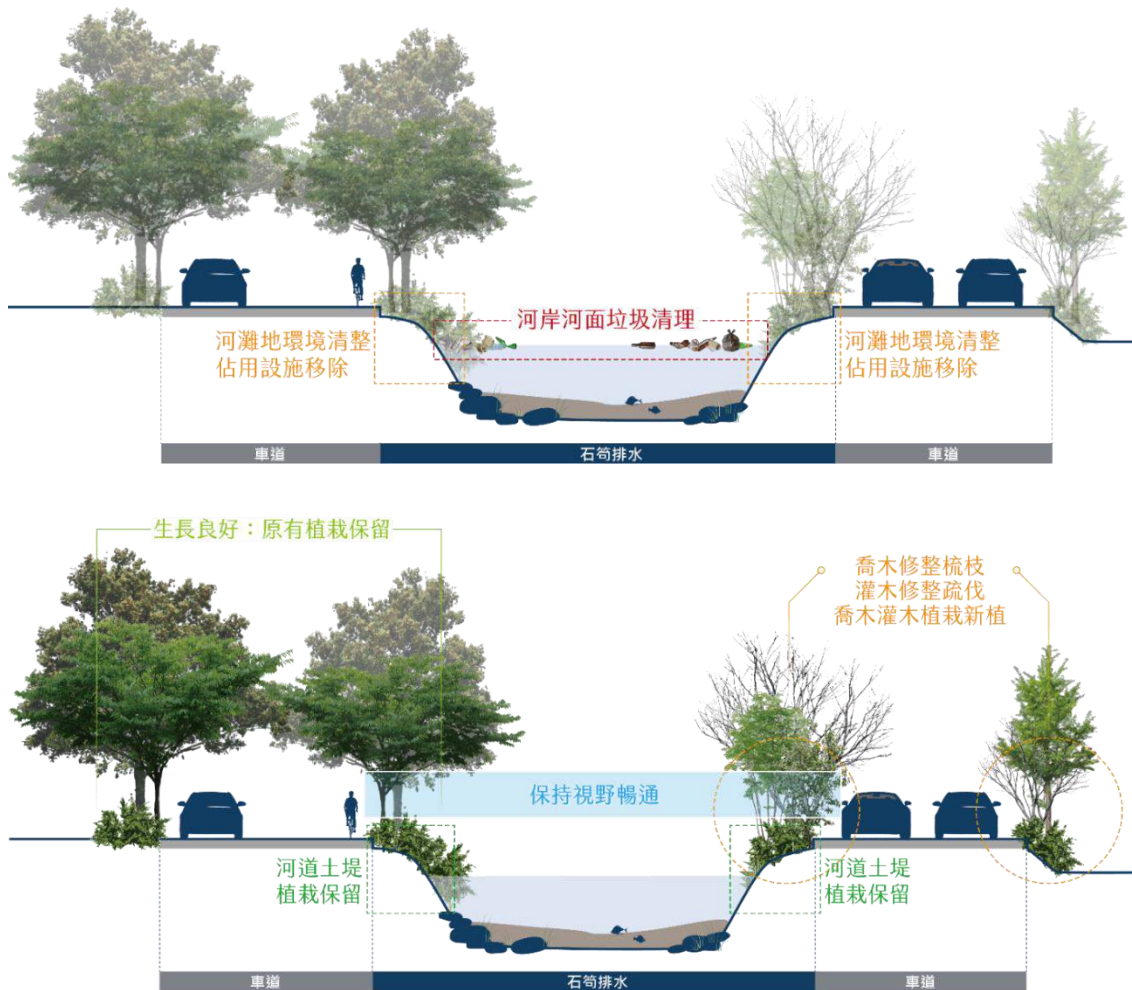 河岸河面垃圾清理
河灘地環境清整
佔用設施移除
河灘地環境清整
佔用設施移除
車道
石筍排水
車道
生長良好：原有植栽保留
喬木修整梳枝
灌木修整疏伐
喬木灌木植栽新植
保持視野暢通
河道土堤
植栽保留
河道土堤
植栽保留
車道
石筍排水
車道